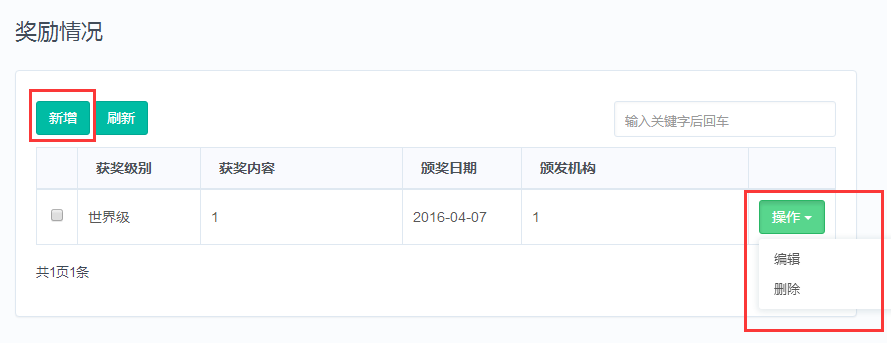 奖励情况
新增 刷新 输入关键字后回车
获奖级别 获奖内容 颁奖日期 颁发机构
世界级 1 2016-04-07 1 操作
编辑
共1页1条
删除